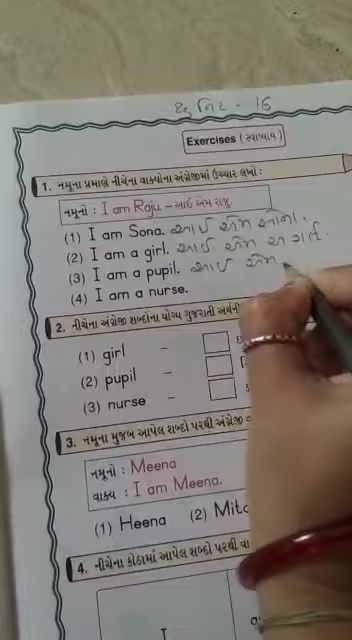 16
Exercises (સ્વાધ્યાય)
1. નમૂના પ્રમાણે નીચેના વાક્યોના અંગ્રેજીમાં ઉચ્ચાર લખો :
નમૂનો : I am Raju – આઈ એમ રાજુ
(1) I am Sona. આઈ એમ સોના.
(2) I am a girl. આઈ એમ અ ગર્લ.
(3) I am a pupil. આઈ એમ
(4) I am a nurse.
2. નીચેના અંગ્રેજી શબ્દોના યોગ્ય ગુજરાતી અર્થની
(1) girl –
(2) pupil –
(3) nurse –
3. નમૂના મુજબ આપેલ શબ્દો પરથી અંગ્રેજી
નમૂનો : Meena
વાક્ય : I am Meena.
(1) Heena (2)
4. નીચેના કોઠામાં આપેલ શબ્દો પરથી
I